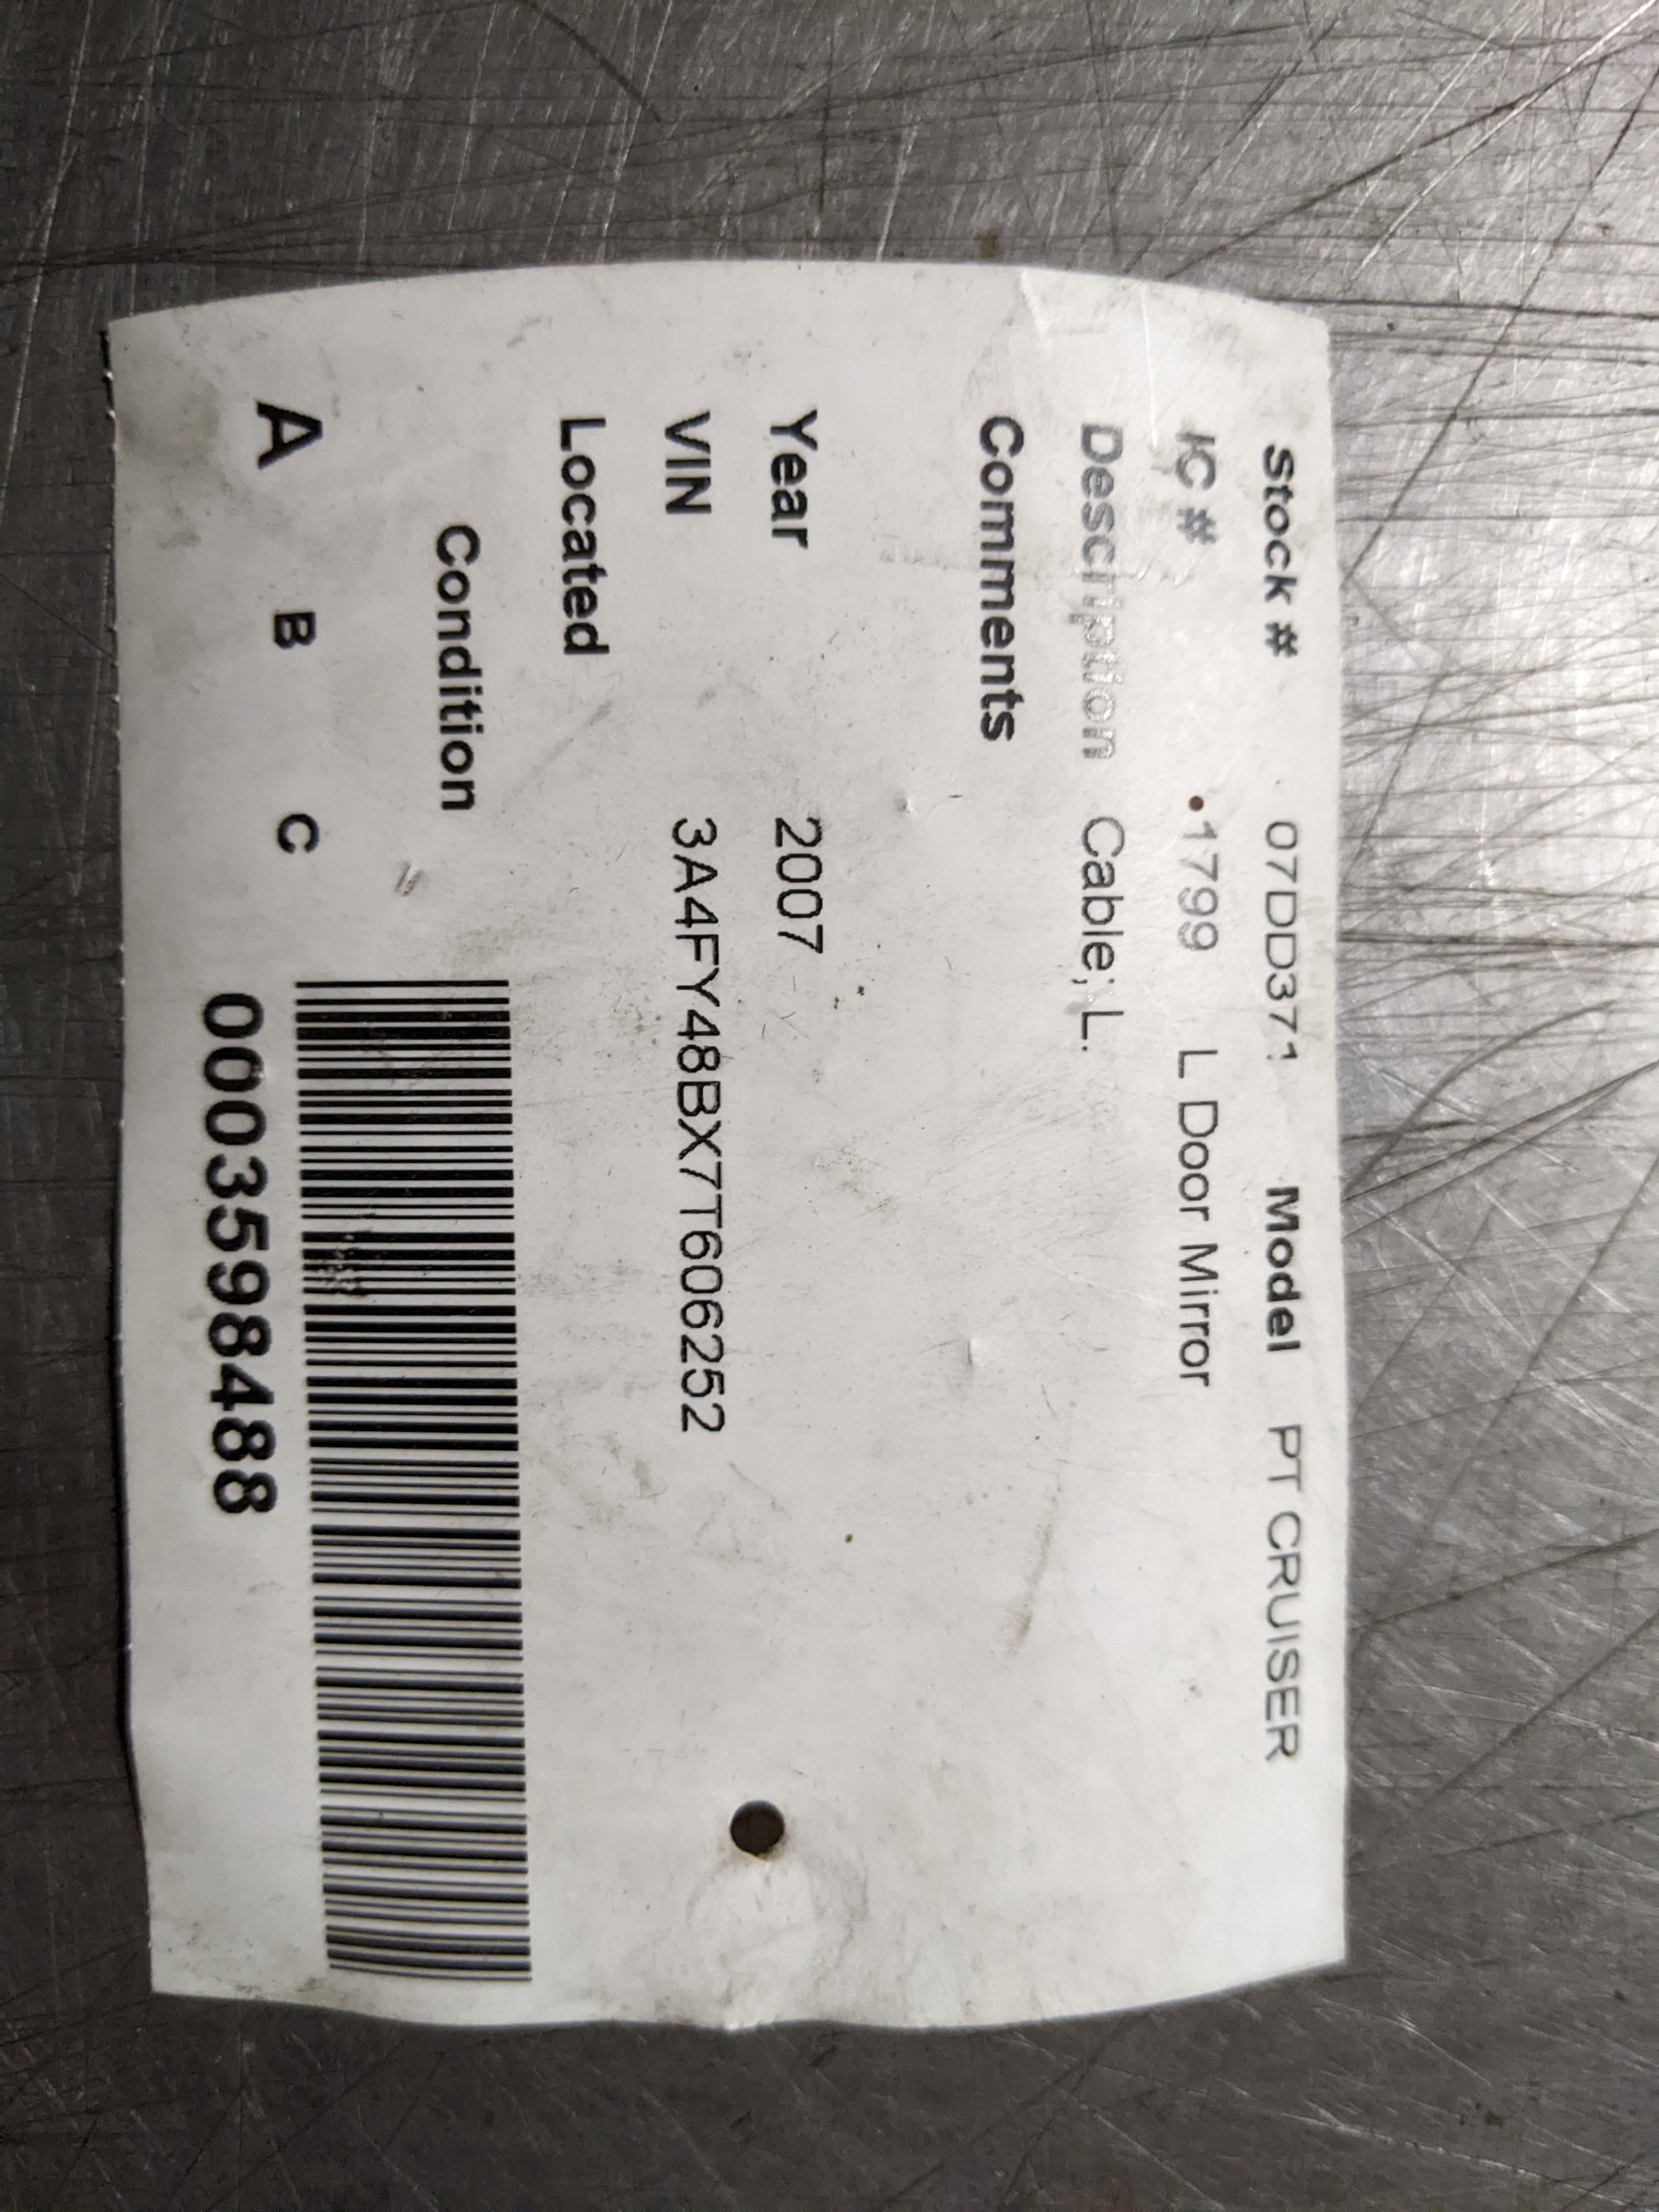 Stock # 07DD371 Model PT CRUISER
IC # 1799 L Door Mirror
Description Cable; L.
Comments
Year 2007
VIN 3A4FY48BX7T606252
Located
Condition
A B C
0003598488